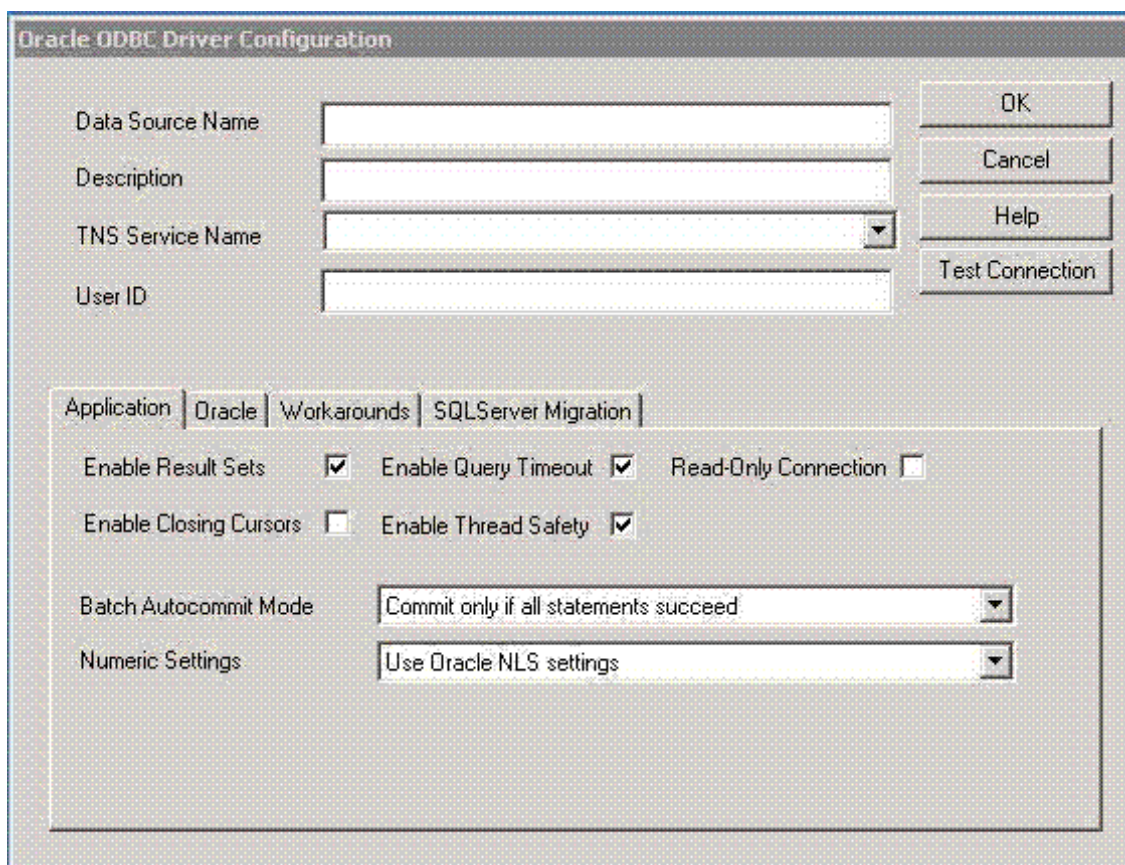 Oracle ODBC Driver Configuration
Data Source Name
OK
Description
Cancel
TNS Service Name
Help
User ID
Test Connection
Application Oracle Workarounds SQLServer Migration
Enable Result Sets Enable Query Timeout Read-Only Connection
Enable Closing Cursors Enable Thread Safety
Batch Autocommit Mode Commit only if all statements succeed
Numeric Settings Use Oracle NLS settings